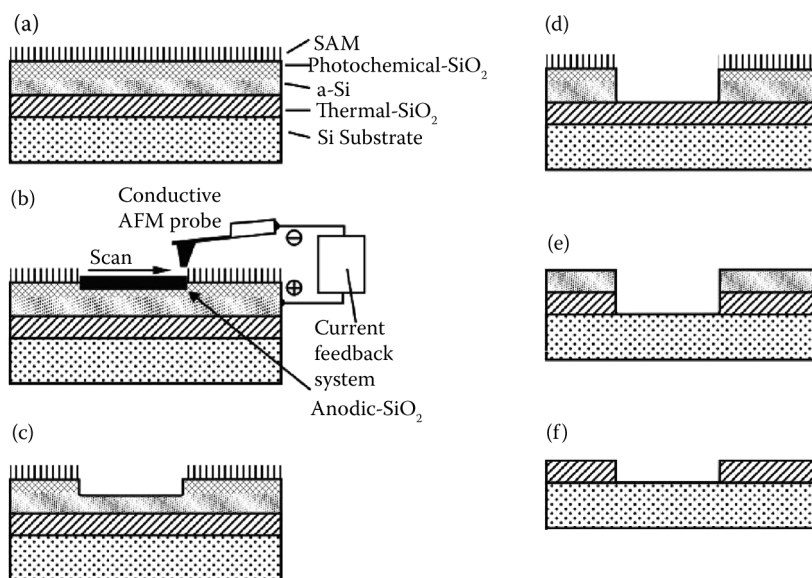 (a)
SAM
Photochemical-SiO₂
a-Si
Thermal-SiO₂
Si Substrate
(b)
Conductive
AFM probe
Scan
⊖
⊕
Current
feedback
system
Anodic-SiO₂
(c)
(d)
(e)
(f)